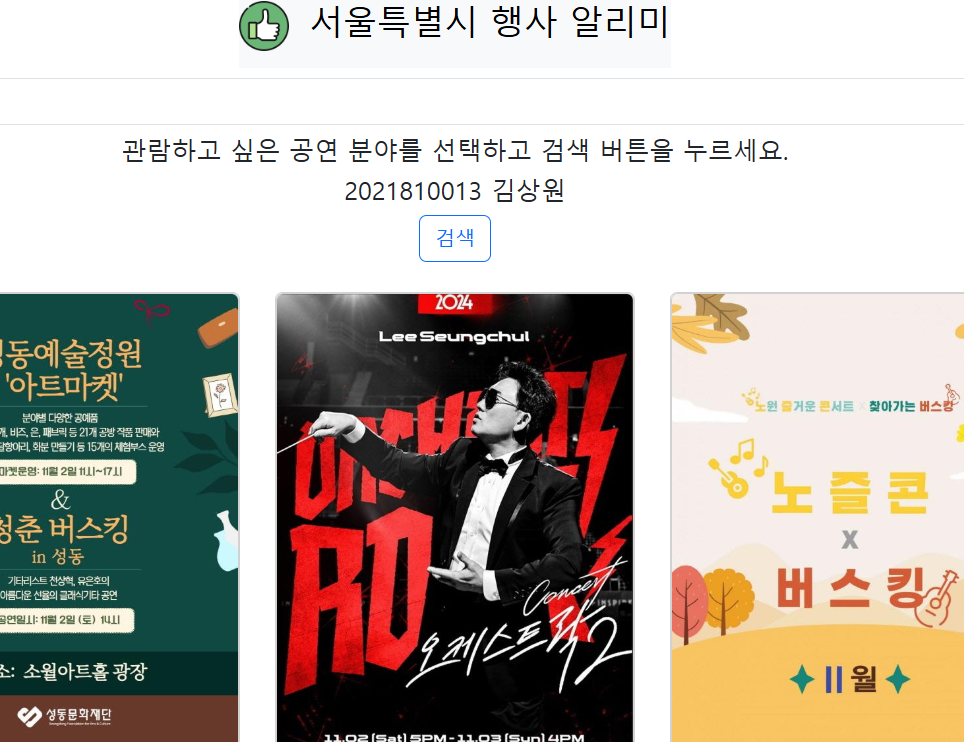 서울특별시 행사 알리미
관람하고 싶은 공연 분야를 선택하고 검색 버튼을 누르세요.
2021810013 김상원
검색
성동예술정원
'아트마켓'
분야별 다양한 공예품
비즈, 은, 패브릭 등 21개 공방 작품 판매와
화분 만들기 등 15개의 체험부스 운영
마켓운영: 11월 2일 11시~17시
&
청춘 버스킹
in 성동
기타리스트 천상혁, 유은호의
아름다운 선율의 클래식기타 공연
공연일시: 11월 2일 (토) 14시
소: 소월아트홀 광장
성동문화재단
2024
Lee Seungchul
Concert
오케스트락2
11.02 (Sat) 5PM - 11.03 (Sun) 4PM
노원 즐거운 콘서트 x 찾아가는 버스킹
노즐콘
X
버스킹
11월